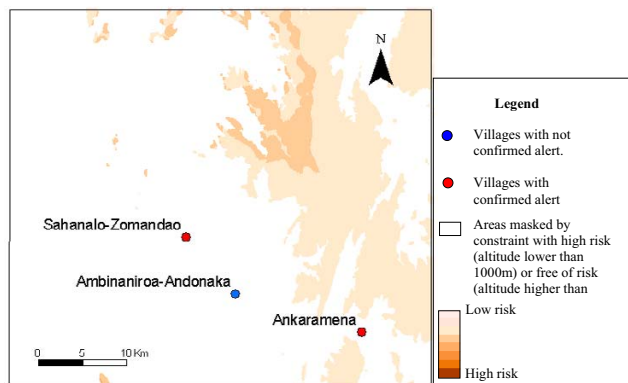 N
Sahanalo-Zomandao
Ambinaniroa-Andonaka
Ankaramena
0 5 10 Km
Legend
Villages with not
confirmed alert.
Villages with
confirmed alert
Areas masked by
constraint with high risk
(altitude lower than
1000m) or free of risk
(altitude higher than
Low risk
High risk